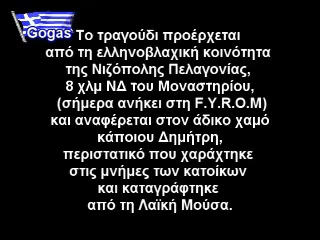 Gogas
Το τραγούδι προέρχεται
από τη ελληνοβλαχική κοινότητα
της Νιζόπολης Πελαγονίας,
8 χλμ ΝΔ του Μοναστηρίου,
(σήμερα ανήκει στη F.Y.R.O.M)
και αναφέρεται στον άδικο χαμό
κάποιου Δημήτρη,
περιστατικό που χαράχτηκε
στις μνήμες των κατοίκων
και καταγράφτηκε
από τη Λαϊκή Μούσα.